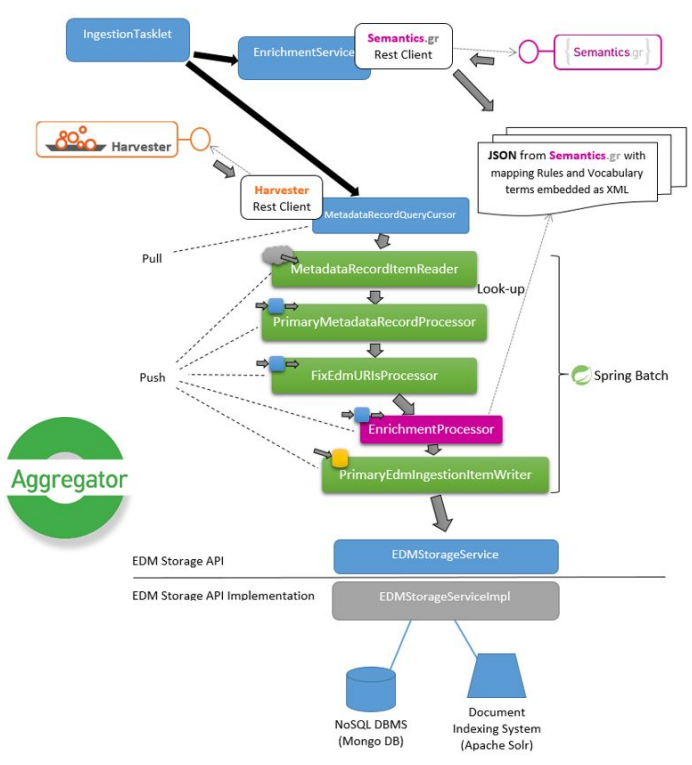 IngestionTasklet
EnrichmentService
Semantics.gr
Rest Client
{ Semantics.gr }
Harvester
JSON from Semantics.gr with
mapping Rules and Vocabulary
terms embedded as XML
Harvester
Rest Client
MetadataRecordQueryCursor
Pull
MetadataRecordItemReader
Look-up
PrimaryMetadataRecordProcessor
Push
FixEdmURIsProcessor
Spring Batch
EnrichmentProcessor
Aggregator
PrimaryEdmIngestionItemWriter
EDM Storage API
EDMStorageService
EDM Storage API Implementation
EDMStorageServiceImpl
NoSQL DBMS
(Mongo DB)
Document
Indexing System
(Apache Solr)